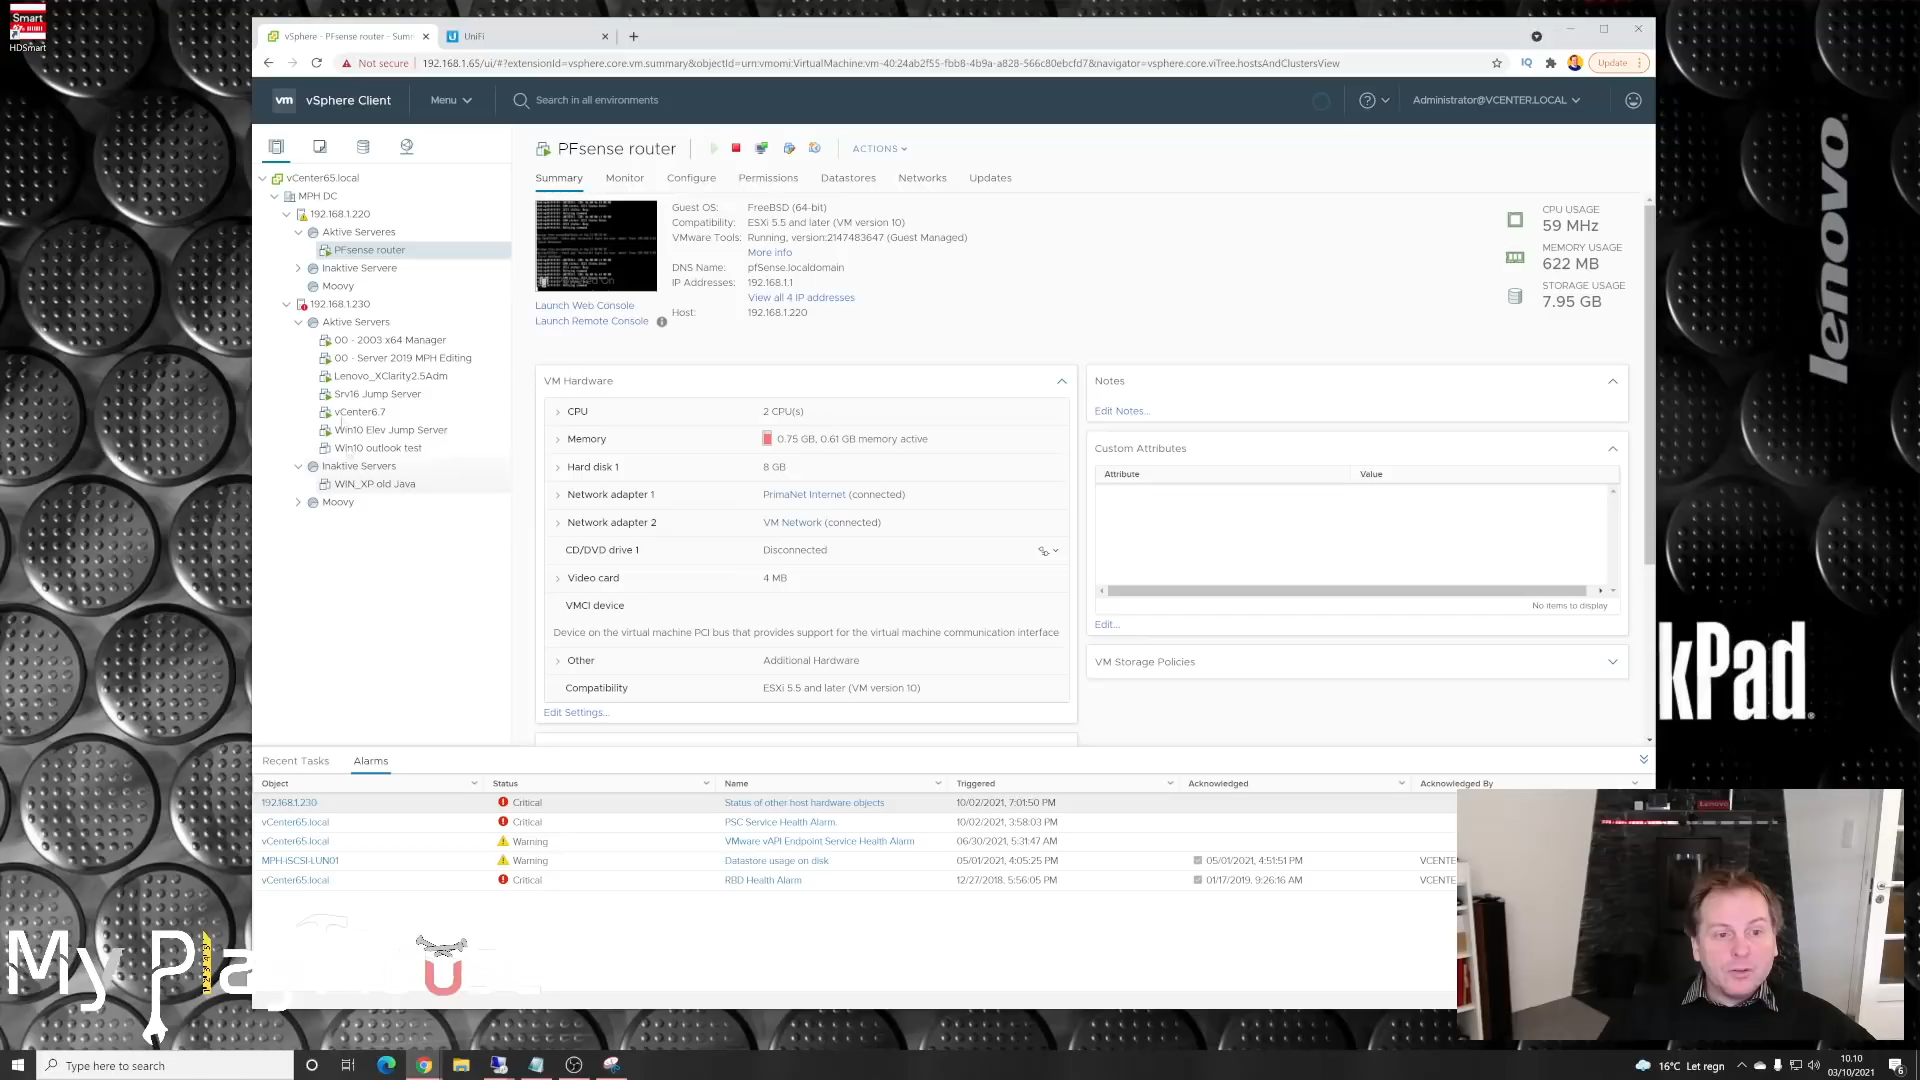 Smart
HDSmart
vSphere - PFsense router - Summ
UniFi
Not secure
192.168.1.65/ui/#?extensionId=vsphere.core.vm.summary&objectId=urn:vmomi:VirtualMachine:vm-40:24ab2f55-fbb8-4b9a-a828-566c80ebcfd7&navigator=vsphere.core.viTree.hostsAndClustersView
IQ
Update
vm
vSphere Client
Menu
Search in all environments
Administrator@VCENTER.LOCAL
vCenter65.local
MPH DC
192.168.1.220
Aktive Serveres
PFsense router
Inaktive Servere
Moovy
192.168.1.230
Aktive Servers
00 - 2003 x64 Manager
00 - Server 2019 MPH Editing
Lenovo_XClarity2.5Adm
Srv16 Jump Server
vCenter6.7
Win10 Elev Jump Server
Win10 outlook test
Inaktive Servers
WIN_XP old Java
Moovy
PFsense router
ACTIONS
Summary
Monitor
Configure
Permissions
Datastores
Networks
Updates
Powered On
Launch Web Console
Launch Remote Console
Guest OS: FreeBSD (64-bit)
Compatibility: ESXi 5.5 and later (VM version 10)
VMware Tools: Running, version:2147483647 (Guest Managed)
More info
DNS Name: pfSense.localdomain
IP Addresses: 192.168.1.1
View all 4 IP addresses
Host: 192.168.1.220
CPU USAGE
59 MHz
MEMORY USAGE
622 MB
STORAGE USAGE
7.95 GB
VM Hardware
CPU 2 CPU(s)
Memory 0.75 GB, 0.61 GB memory active
Hard disk 1 8 GB
Network adapter 1 PrimaNet Internet (connected)
Network adapter 2 VM Network (connected)
CD/DVD drive 1 Disconnected
Video card 4 MB
VMCI device
Device on the virtual machine PCI bus that provides support for the virtual machine communication interface
Other Additional Hardware
Compatibility ESXi 5.5 and later (VM version 10)
Edit Settings...
Notes
Edit Notes...
Custom Attributes
Attribute Value
No items to display
Edit...
VM Storage Policies
Recent Tasks
Alarms
Object Status Name Triggered Acknowledged Acknowledged By
192.168.1.230 Critical Status of other host hardware objects 10/02/2021, 7:01:50 PM
vCenter65.local Critical PSC Service Health Alarm. 10/02/2021, 3:58:03 PM
vCenter65.local Warning VMware vAPI Endpoint Service Health Alarm 06/30/2021, 5:31:47 AM
MPH-iSCSI-LUN01 Warning Datastore usage on disk 05/01/2021, 4:05:25 PM 05/01/2021, 4:51:51 PM VCENTE
vCenter65.local Critical RBD Health Alarm 12/27/2018, 5:56:05 PM 01/17/2019, 9:26:16 AM VCENTE
lenovo
kPad
My Play
Type here to search
16°C Let regn
10.10
03/10/2021
6